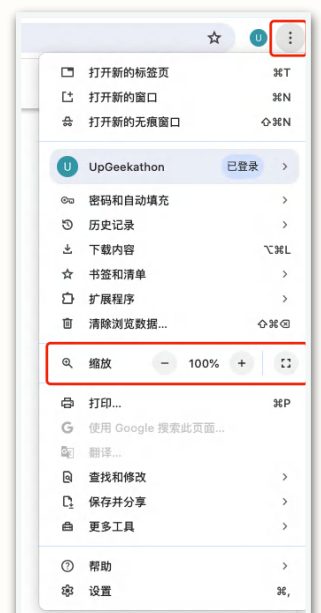 U
打开新的标签页 ⌘T
打开新的窗口 ⌘N
打开新的无痕窗口 ⇧⌘N
U UpGeekathon 已登录
密码和自动填充
历史记录
下载内容 ⌥⌘L
书签和清单
扩展程序
清除浏览数据... ⇧⌘⌫
缩放 − 100% +
打印... ⌘P
G 使用 Google 搜索此页面...
翻译...
查找和修改
保存并分享
更多工具
帮助
设置 ⌘,